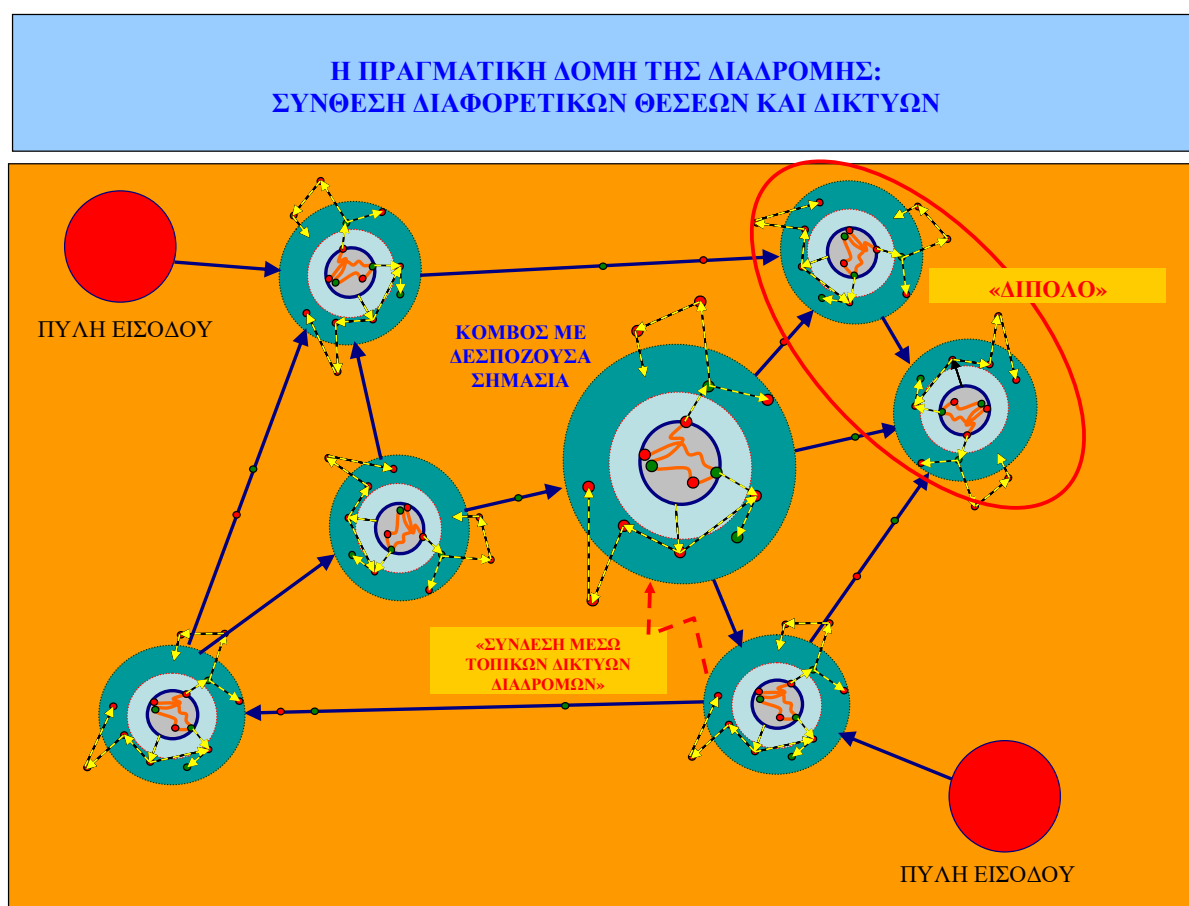 Η ΠΡΑΓΜΑΤΙΚΗ ΔΟΜΗ ΤΗΣ ΔΙΑΔΡΟΜΗΣ:
ΣΥΝΘΕΣΗ ΔΙΑΦΟΡΕΤΙΚΩΝ ΘΕΣΕΩΝ ΚΑΙ ΔΙΚΤΥΩΝ
«ΔΙΠΟΛΟ»
ΠΥΛΗ ΕΙΣΟΔΟΥ
ΚΟΜΒΟΣ ΜΕ
ΔΕΣΠΟΖΟΥΣΑ
ΣΗΜΑΣΙΑ
«ΣΥΝΔΕΣΗ ΜΕΣΩ
ΤΟΠΙΚΩΝ ΔΙΚΤΥΩΝ
ΔΙΑΔΡΟΜΩΝ»
ΠΥΛΗ ΕΙΣΟΔΟΥ